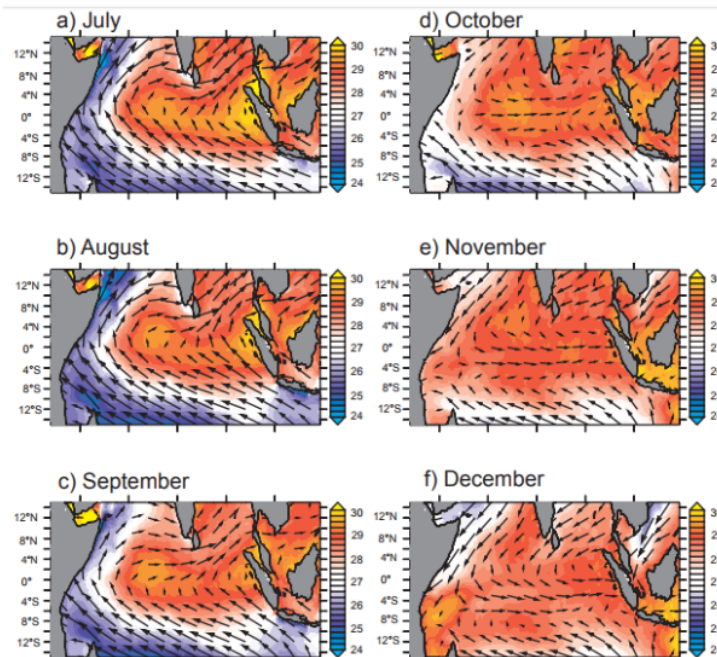 a) July
12°N
8°N
4°N
0°
4°S
8°S
12°S
30
29
28
27
26
25
24
d) October
12°N
8°N
4°N
0°
4°S
8°S
12°S
b) August
12°N
8°N
4°N
0°
4°S
8°S
12°S
30
29
28
27
26
25
24
e) November
12°N
8°N
4°N
0°
4°S
8°S
12°S
c) September
12°N
8°N
4°N
0°
4°S
8°S
12°S
30
29
28
27
26
25
24
f) December
12°N
8°N
4°N
0°
4°S
8°S
12°S